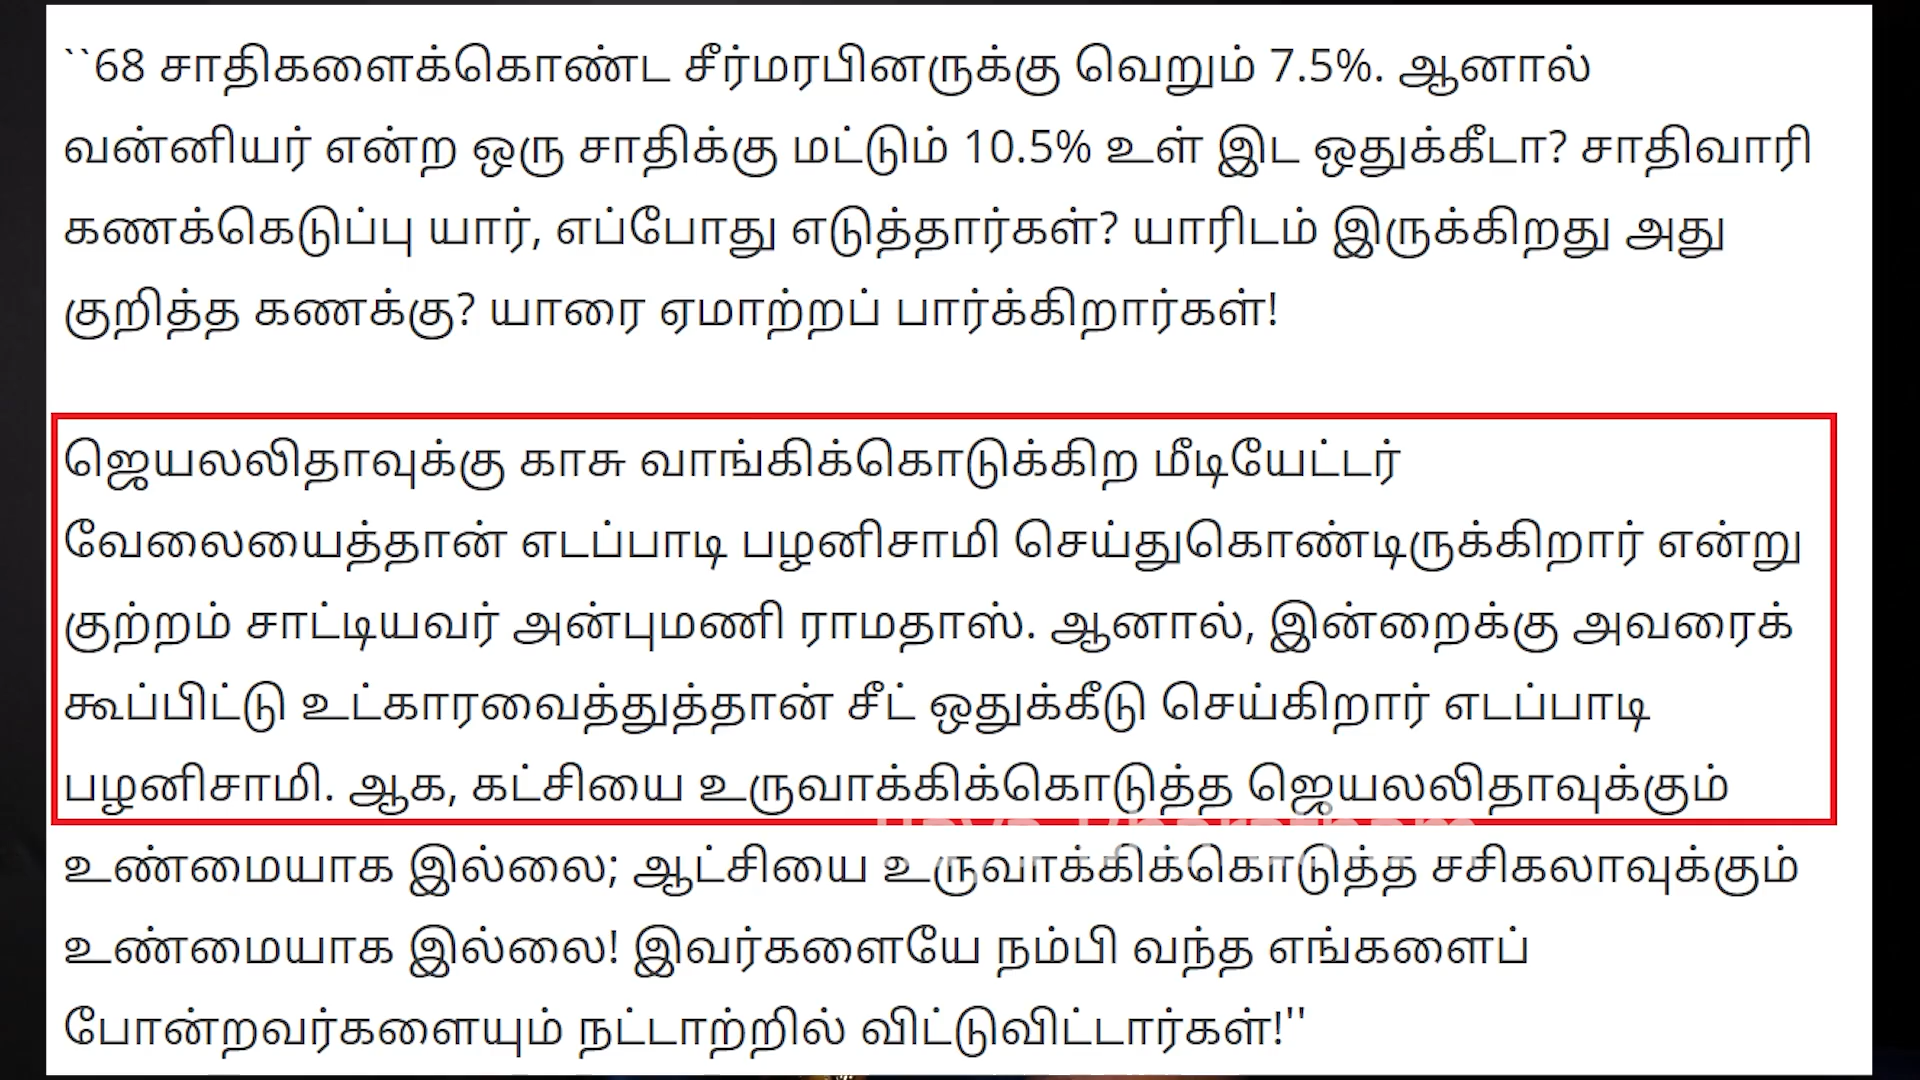 ``68 சாதிகளைக்கொண்ட சீர்மரபினருக்கு வெறும் 7.5%. ஆனால்
வன்னியர் என்ற ஒரு சாதிக்கு மட்டும் 10.5% உள் இட ஒதுக்கீடா? சாதிவாரி
கணக்கெடுப்பு யார், எப்போது எடுத்தார்கள்? யாரிடம் இருக்கிறது அது
குறித்த கணக்கு? யாரை ஏமாற்றப் பார்க்கிறார்கள்!
ஜெயலலிதாவுக்கு காசு வாங்கிக்கொடுக்கிற மீடியேட்டர்
வேலையைத்தான் எடப்பாடி பழனிசாமி செய்துகொண்டிருக்கிறார் என்று
குற்றம் சாட்டியவர் அன்புமணி ராமதாஸ். ஆனால், இன்றைக்கு அவரைக்
கூப்பிட்டு உட்காரவைத்துத்தான் சீட் ஒதுக்கீடு செய்கிறார் எடப்பாடி
பழனிசாமி. ஆக, கட்சியை உருவாக்கிக்கொடுத்த ஜெயலலிதாவுக்கும்
உண்மையாக இல்லை; ஆட்சியை உருவாக்கிக்கொடுத்த சசிகலாவுக்கும்
உண்மையாக இல்லை! இவர்களையே நம்பி வந்த எங்களைப்
போன்றவர்களையும் நட்டாற்றில் விட்டுவிட்டார்கள்!''